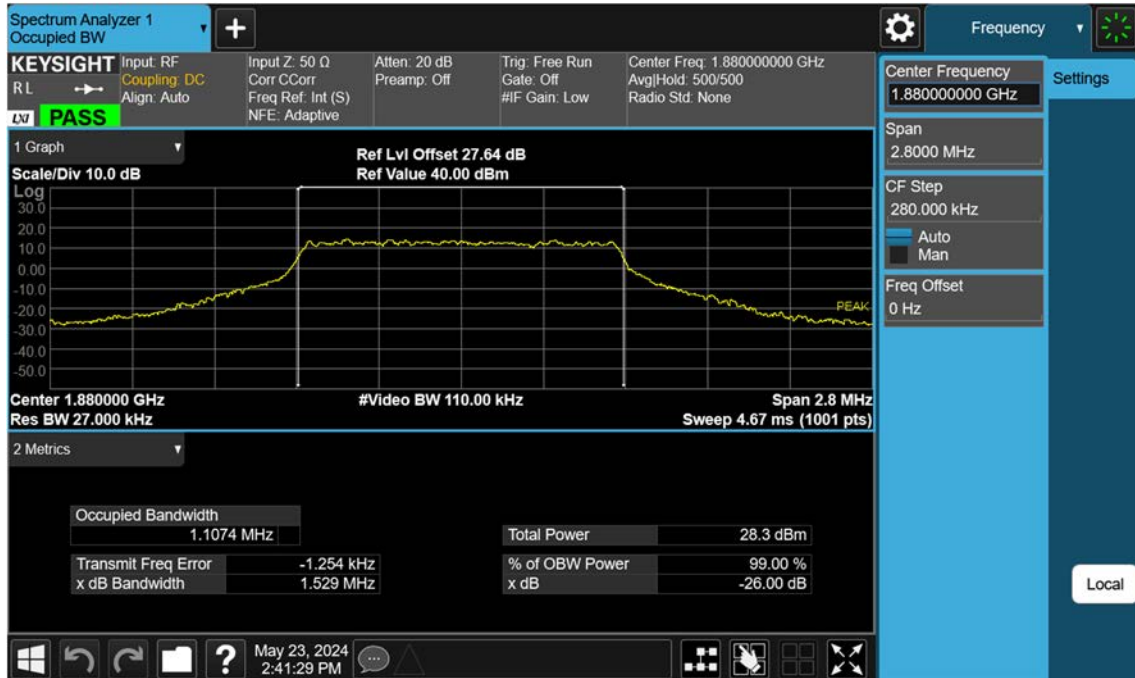 Spectrum Analyzer 1
Occupied BW
+
Frequency
KEYSIGHT
R L
LXI
PASS
Input: RF
Coupling: DC
Align: Auto
Input Z: 50 Ω
Corr CCorr
Freq Ref: Int (S)
NFE: Adaptive
Atten: 20 dB
Preamp: Off
Trig: Free Run
Gate: Off
#IF Gain: Low
Center Freq: 1.880000000 GHz
Avg|Hold: 500/500
Radio Std: None
Center Frequency
1.880000000 GHz
Settings
Span
2.8000 MHz
CF Step
280.000 kHz
Auto
Man
Freq Offset
0 Hz
Local
1 Graph
Scale/Div 10.0 dB
Ref Lvl Offset 27.64 dB
Ref Value 40.00 dBm
Log
30.0
20.0
10.0
0.00
-10.0
-20.0
-30.0
-40.0
-50.0
PEAK
Center 1.880000 GHz
#Video BW 110.00 kHz
Span 2.8 MHz
Res BW 27.000 kHz
Sweep 4.67 ms (1001 pts)
2 Metrics
Occupied Bandwidth
1.1074 MHz
Total Power 28.3 dBm
Transmit Freq Error -1.254 kHz
% of OBW Power 99.00 %
x dB Bandwidth 1.529 MHz
x dB -26.00 dB
?
May 23, 2024
2:41:29 PM